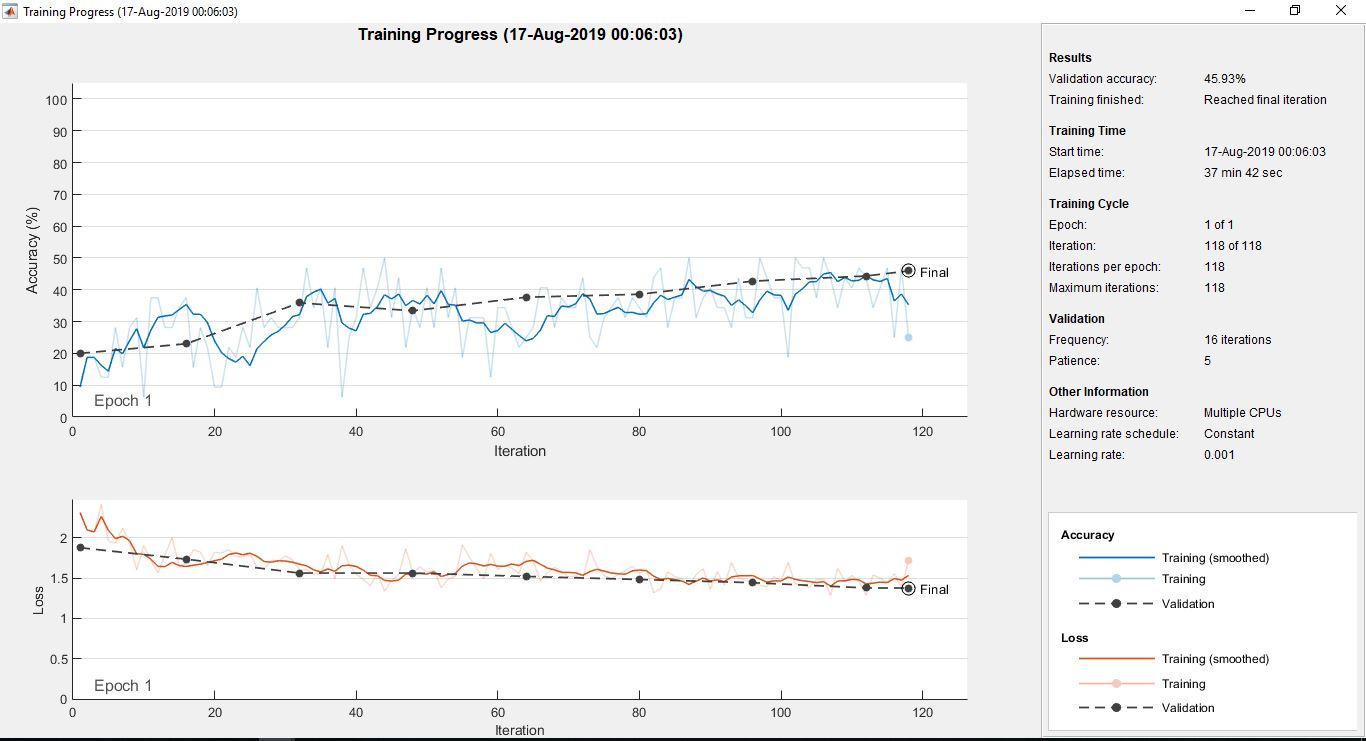 Training Progress (17-Aug-2019 00:06:03)
Training Progress (17-Aug-2019 00:06:03)
100
90
80
70
60
50
40
30
20
10
0
Accuracy (%)
Final
Epoch 1
0 20 40 60 80 100 120
Iteration
2
1.5
1
0.5
0
Loss
Final
Epoch 1
0 20 40 60 80 100 120
Iteration
Results
Validation accuracy: 45.93%
Training finished: Reached final iteration
Training Time
Start time: 17-Aug-2019 00:06:03
Elapsed time: 37 min 42 sec
Training Cycle
Epoch: 1 of 1
Iteration: 118 of 118
Iterations per epoch: 118
Maximum iterations: 118
Validation
Frequency: 16 iterations
Patience: 5
Other Information
Hardware resource: Multiple CPUs
Learning rate schedule: Constant
Learning rate: 0.001
Accuracy
Training (smoothed)
Training
Validation
Loss
Training (smoothed)
Training
Validation